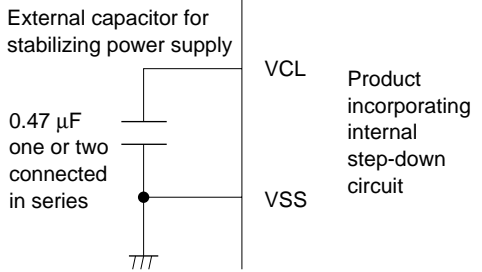 External capacitor for
stabilizing power supply
VCL
Product
incorporating
internal
step-down
circuit
0.47 μF
one or two
connected
in series
VSS